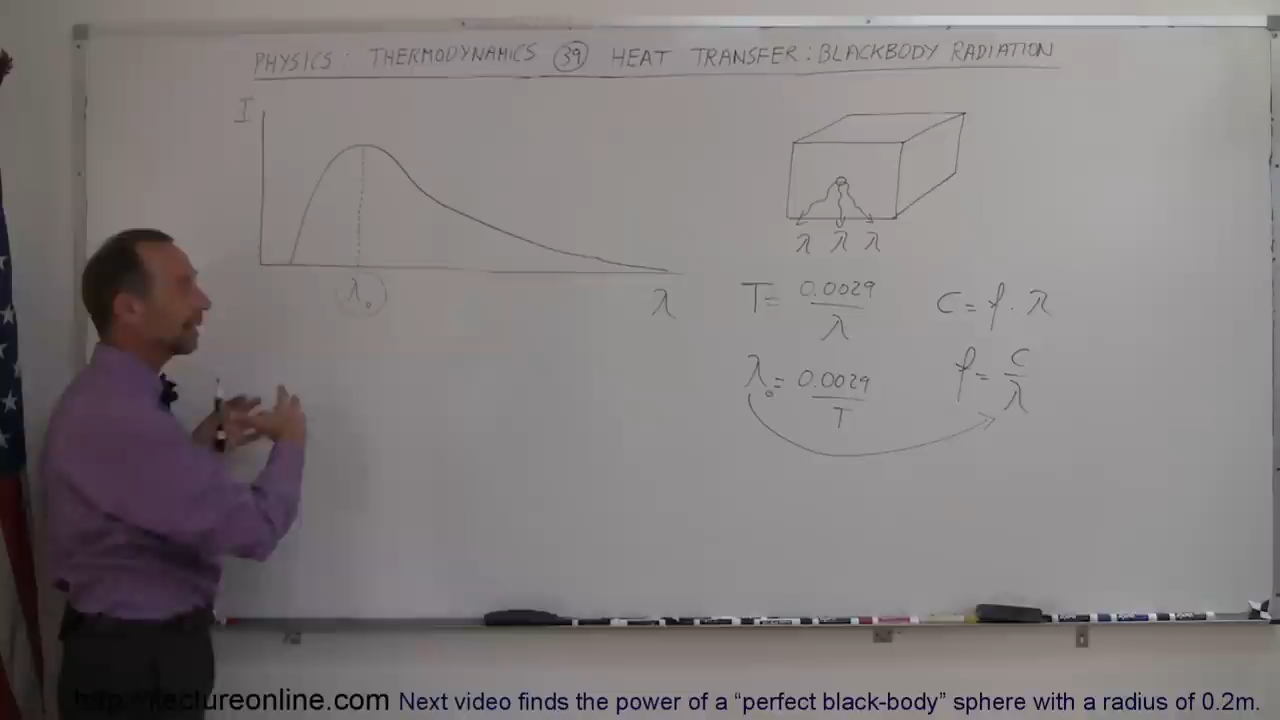 PHYSICS: THERMODYNAMICS 39 HEAT TRANSFER: BLACKBODY RADIATION
I
λ₀
λ
λ λ λ
T = 0.0029 / λ
C = f · λ
λ₀ = 0.0029 / T
f = C / λ
http://ilectureonline.com Next video finds the power of a “perfect black-body” sphere with a radius of 0.2m.